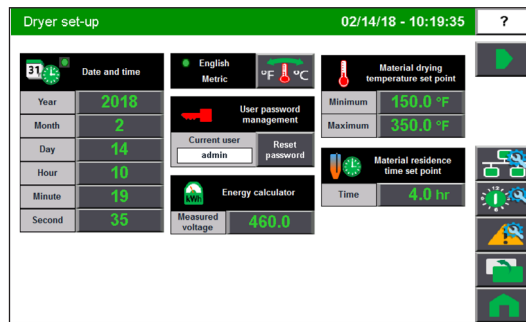 Dryer set-up
02/14/18 - 10:19:35
?
31
Date and time
Year 2018
Month 2
Day 14
Hour 10
Minute 19
Second 35
English
Metric
°F °C
User password
management
Current user
admin
Reset
password
kWh
Energy calculator
Measured
voltage
460.0
Material drying
temperature set point
Minimum 150.0 °F
Maximum 350.0 °F
Material residence
time set point
Time 4.0 hr